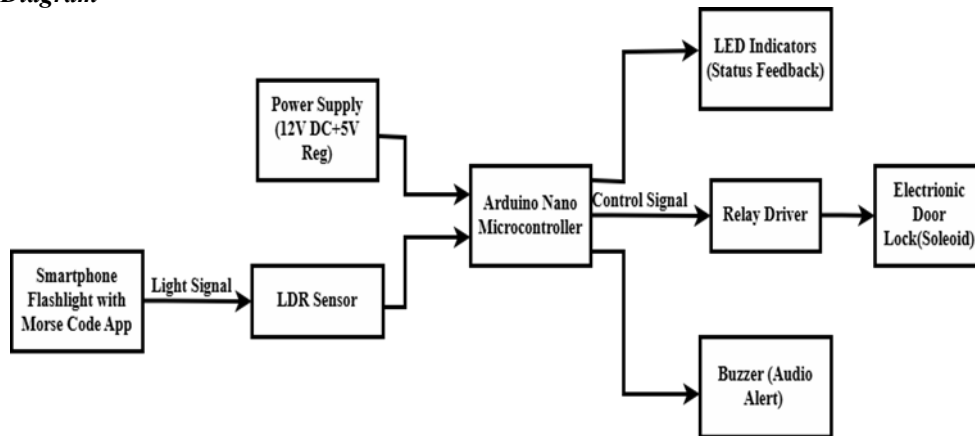 Diagram
LED Indicators
(Status Feedback)
Power Supply
(12V DC+5V
Reg)
Arduino Nano
Microcontroller
Control Signal
Relay Driver
Electrionic
Door
Lock(Soleoid)
Smartphone
Flashlight with
Morse Code App
Light Signal
LDR Sensor
Buzzer (Audio
Alert)